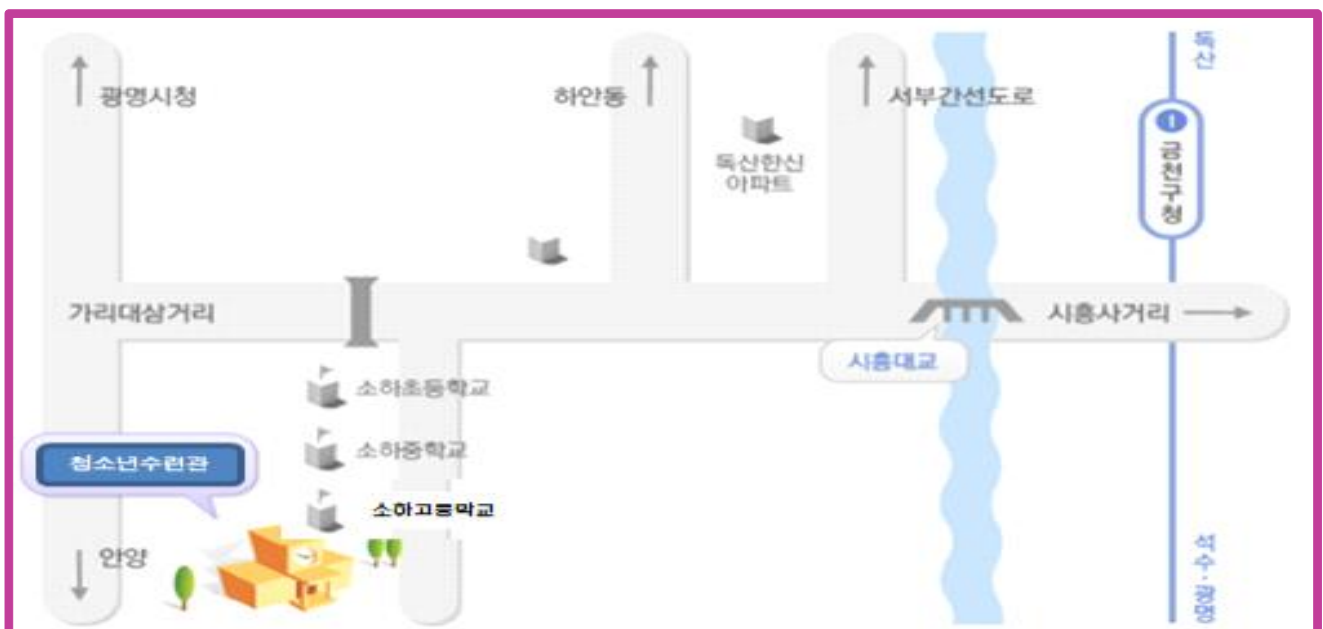 독산
광명시청
하안동
서부간선도로
1
금천구청
독산한신
아파트
가리대삼거리
시흥사거리
시흥대교
소하초등학교
소하중학교
청소년수련관
소하고등학교
안양
석수·광명